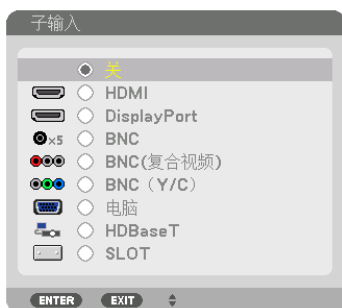 子输入
关
HDMI
DisplayPort
×5 BNC
BNC(复合视频)
BNC（Y/C）
电脑
HDBaseT
SLOT
ENTER EXIT